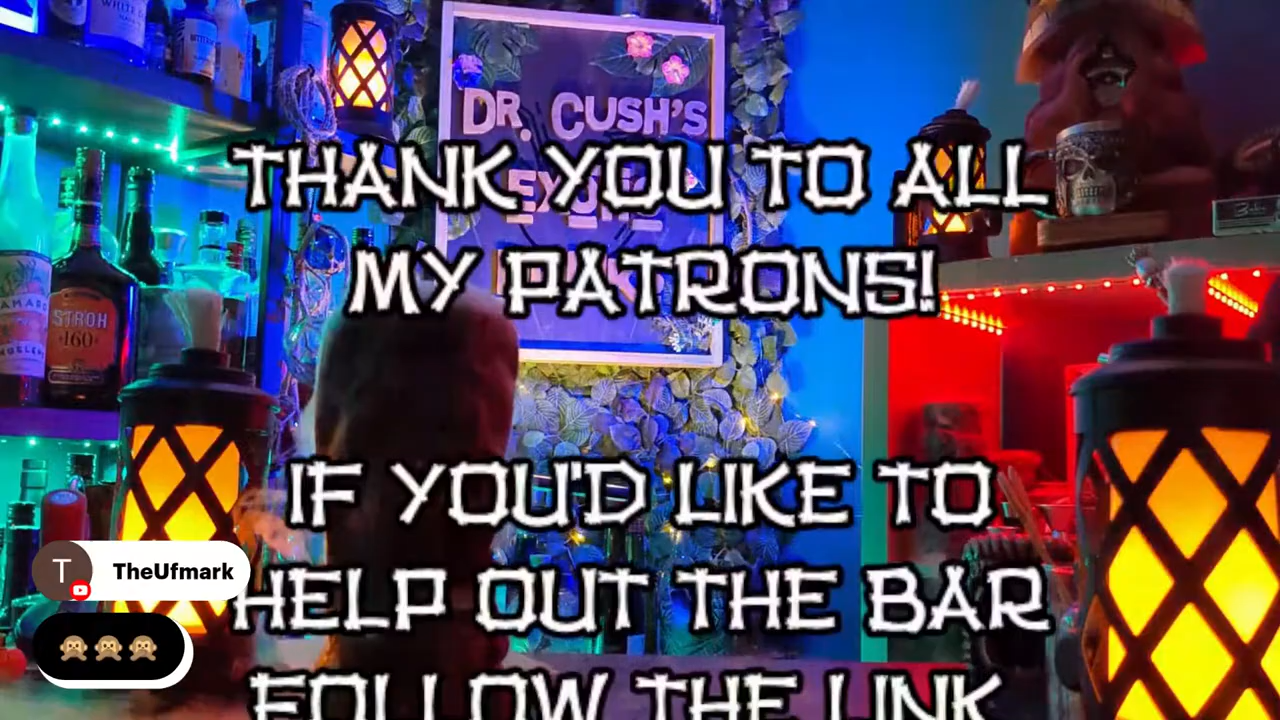 DR. CUSH'S
EXOTIC
THANK YOU TO ALL
MY PATRONS!
STROH
160
IF YOU'D LIKE TO
HELP OUT THE BAR
FOLLOW THE LINK
T TheUfmark